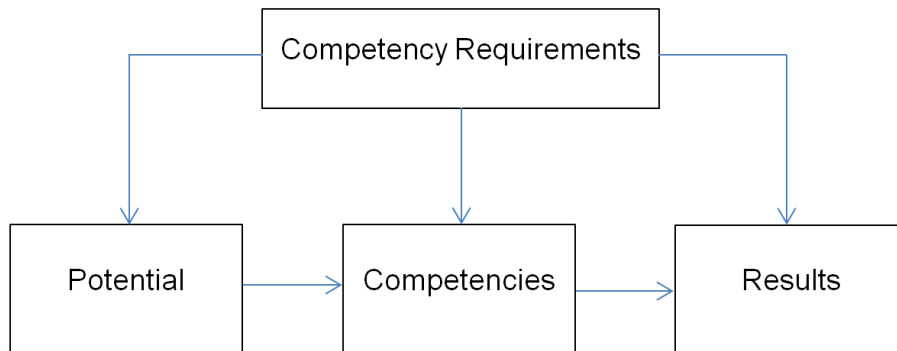 Competency Requirements
Potential
Competencies
Results